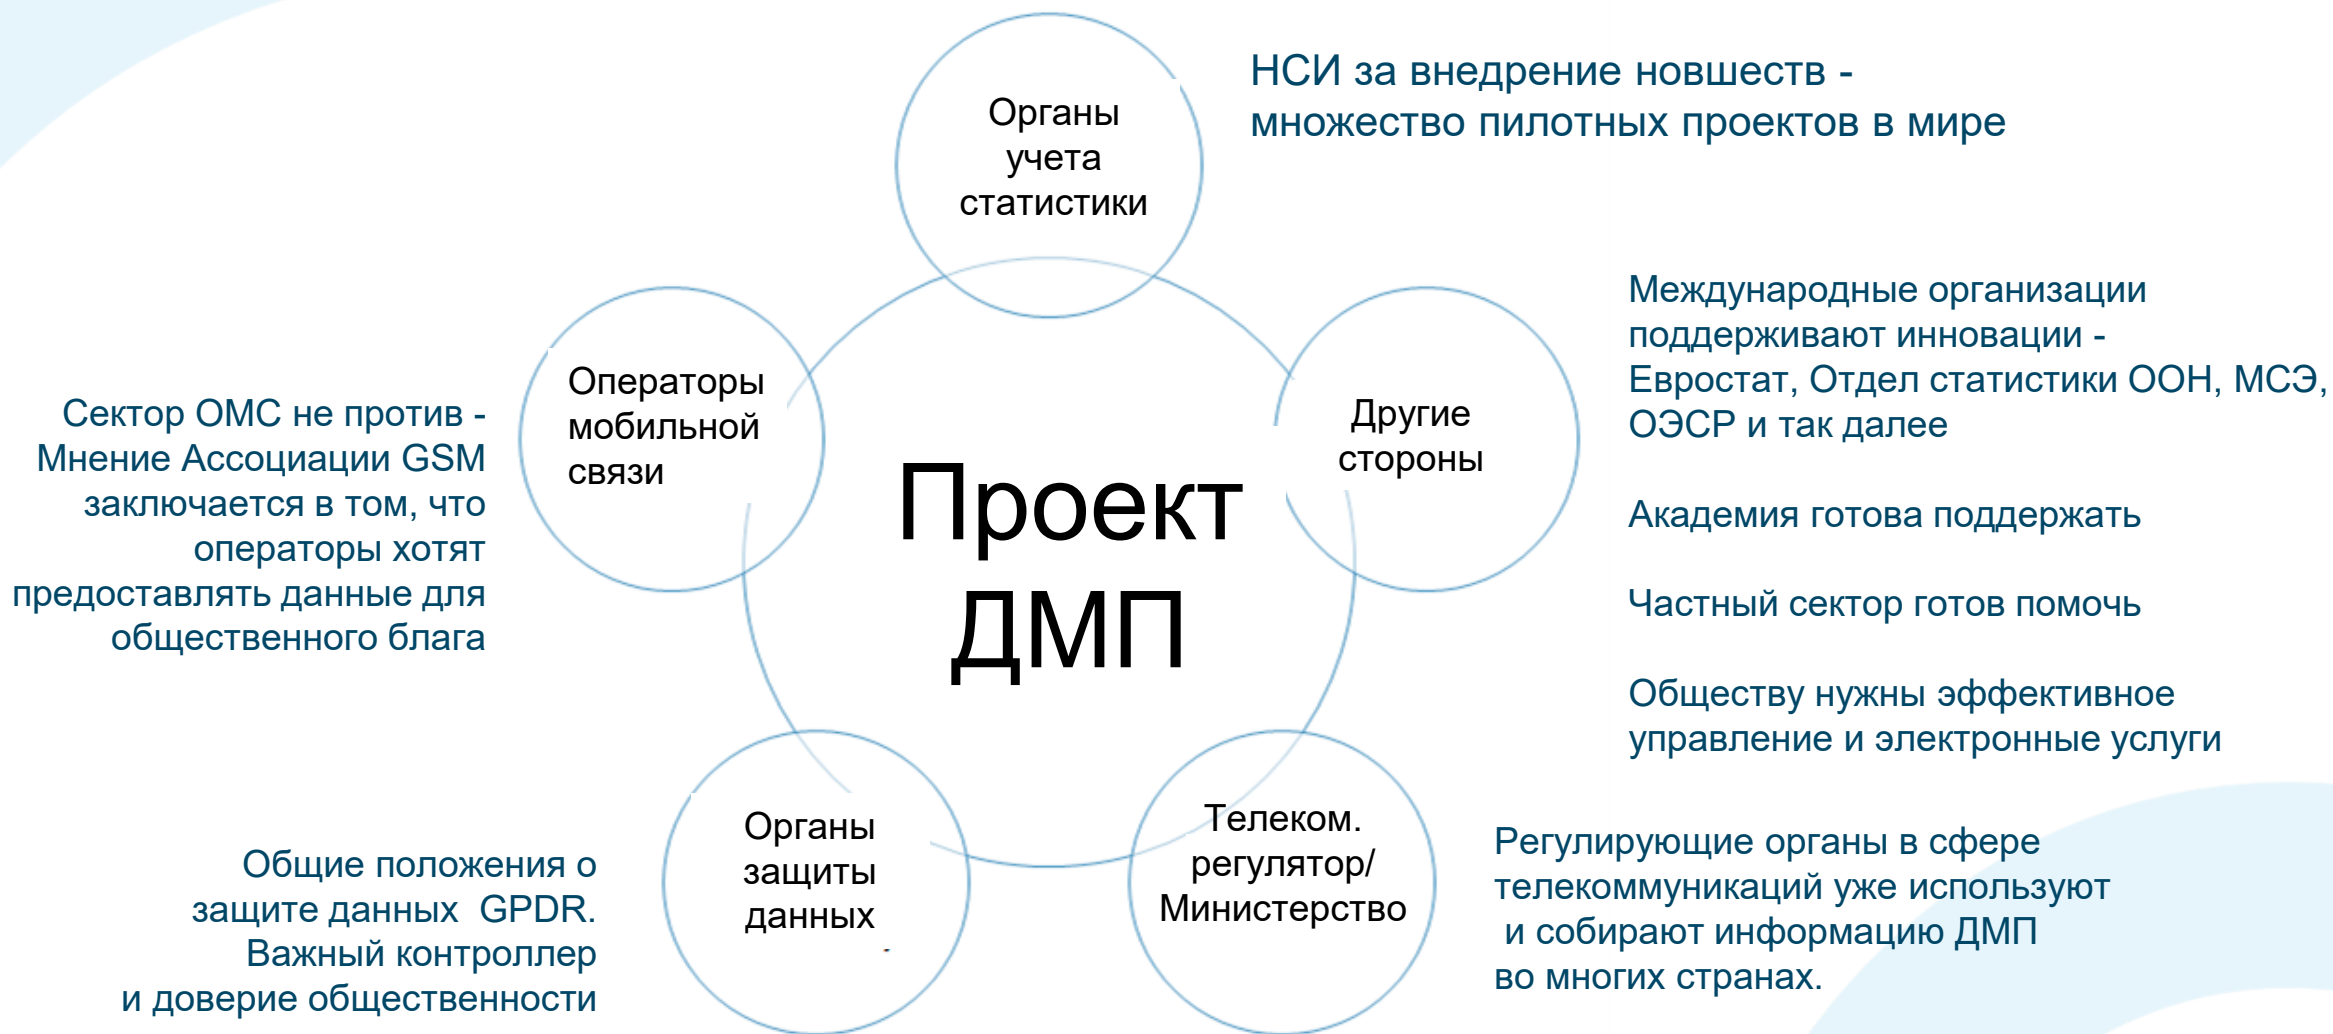 Органы
учета
статистики
НСИ за внедрение новшеств -
множество пилотных проектов в мире
Операторы
мобильной
связи
Сектор ОМС не против -
Мнение Ассоциации GSM
заключается в том, что
операторы хотят
предоставлять данные для
общественного блага
Проект
ДМП
Другие
стороны
Международные организации
поддерживают инновации -
Евростат, Отдел статистики ООН, МСЭ,
ОЭСР и так далее
Академия готова поддержать
Частный сектор готов помочь
Обществу нужны эффективное
управление и электронные услуги
Органы
защиты
данных
Общие положения о
защите данных  GPDR.
Важный контроллер
и доверие общественности
Телеком.
регулятор/
Министерство
Регулирующие органы в сфере
телекоммуникаций уже используют
и собирают информацию ДМП
во многих странах.